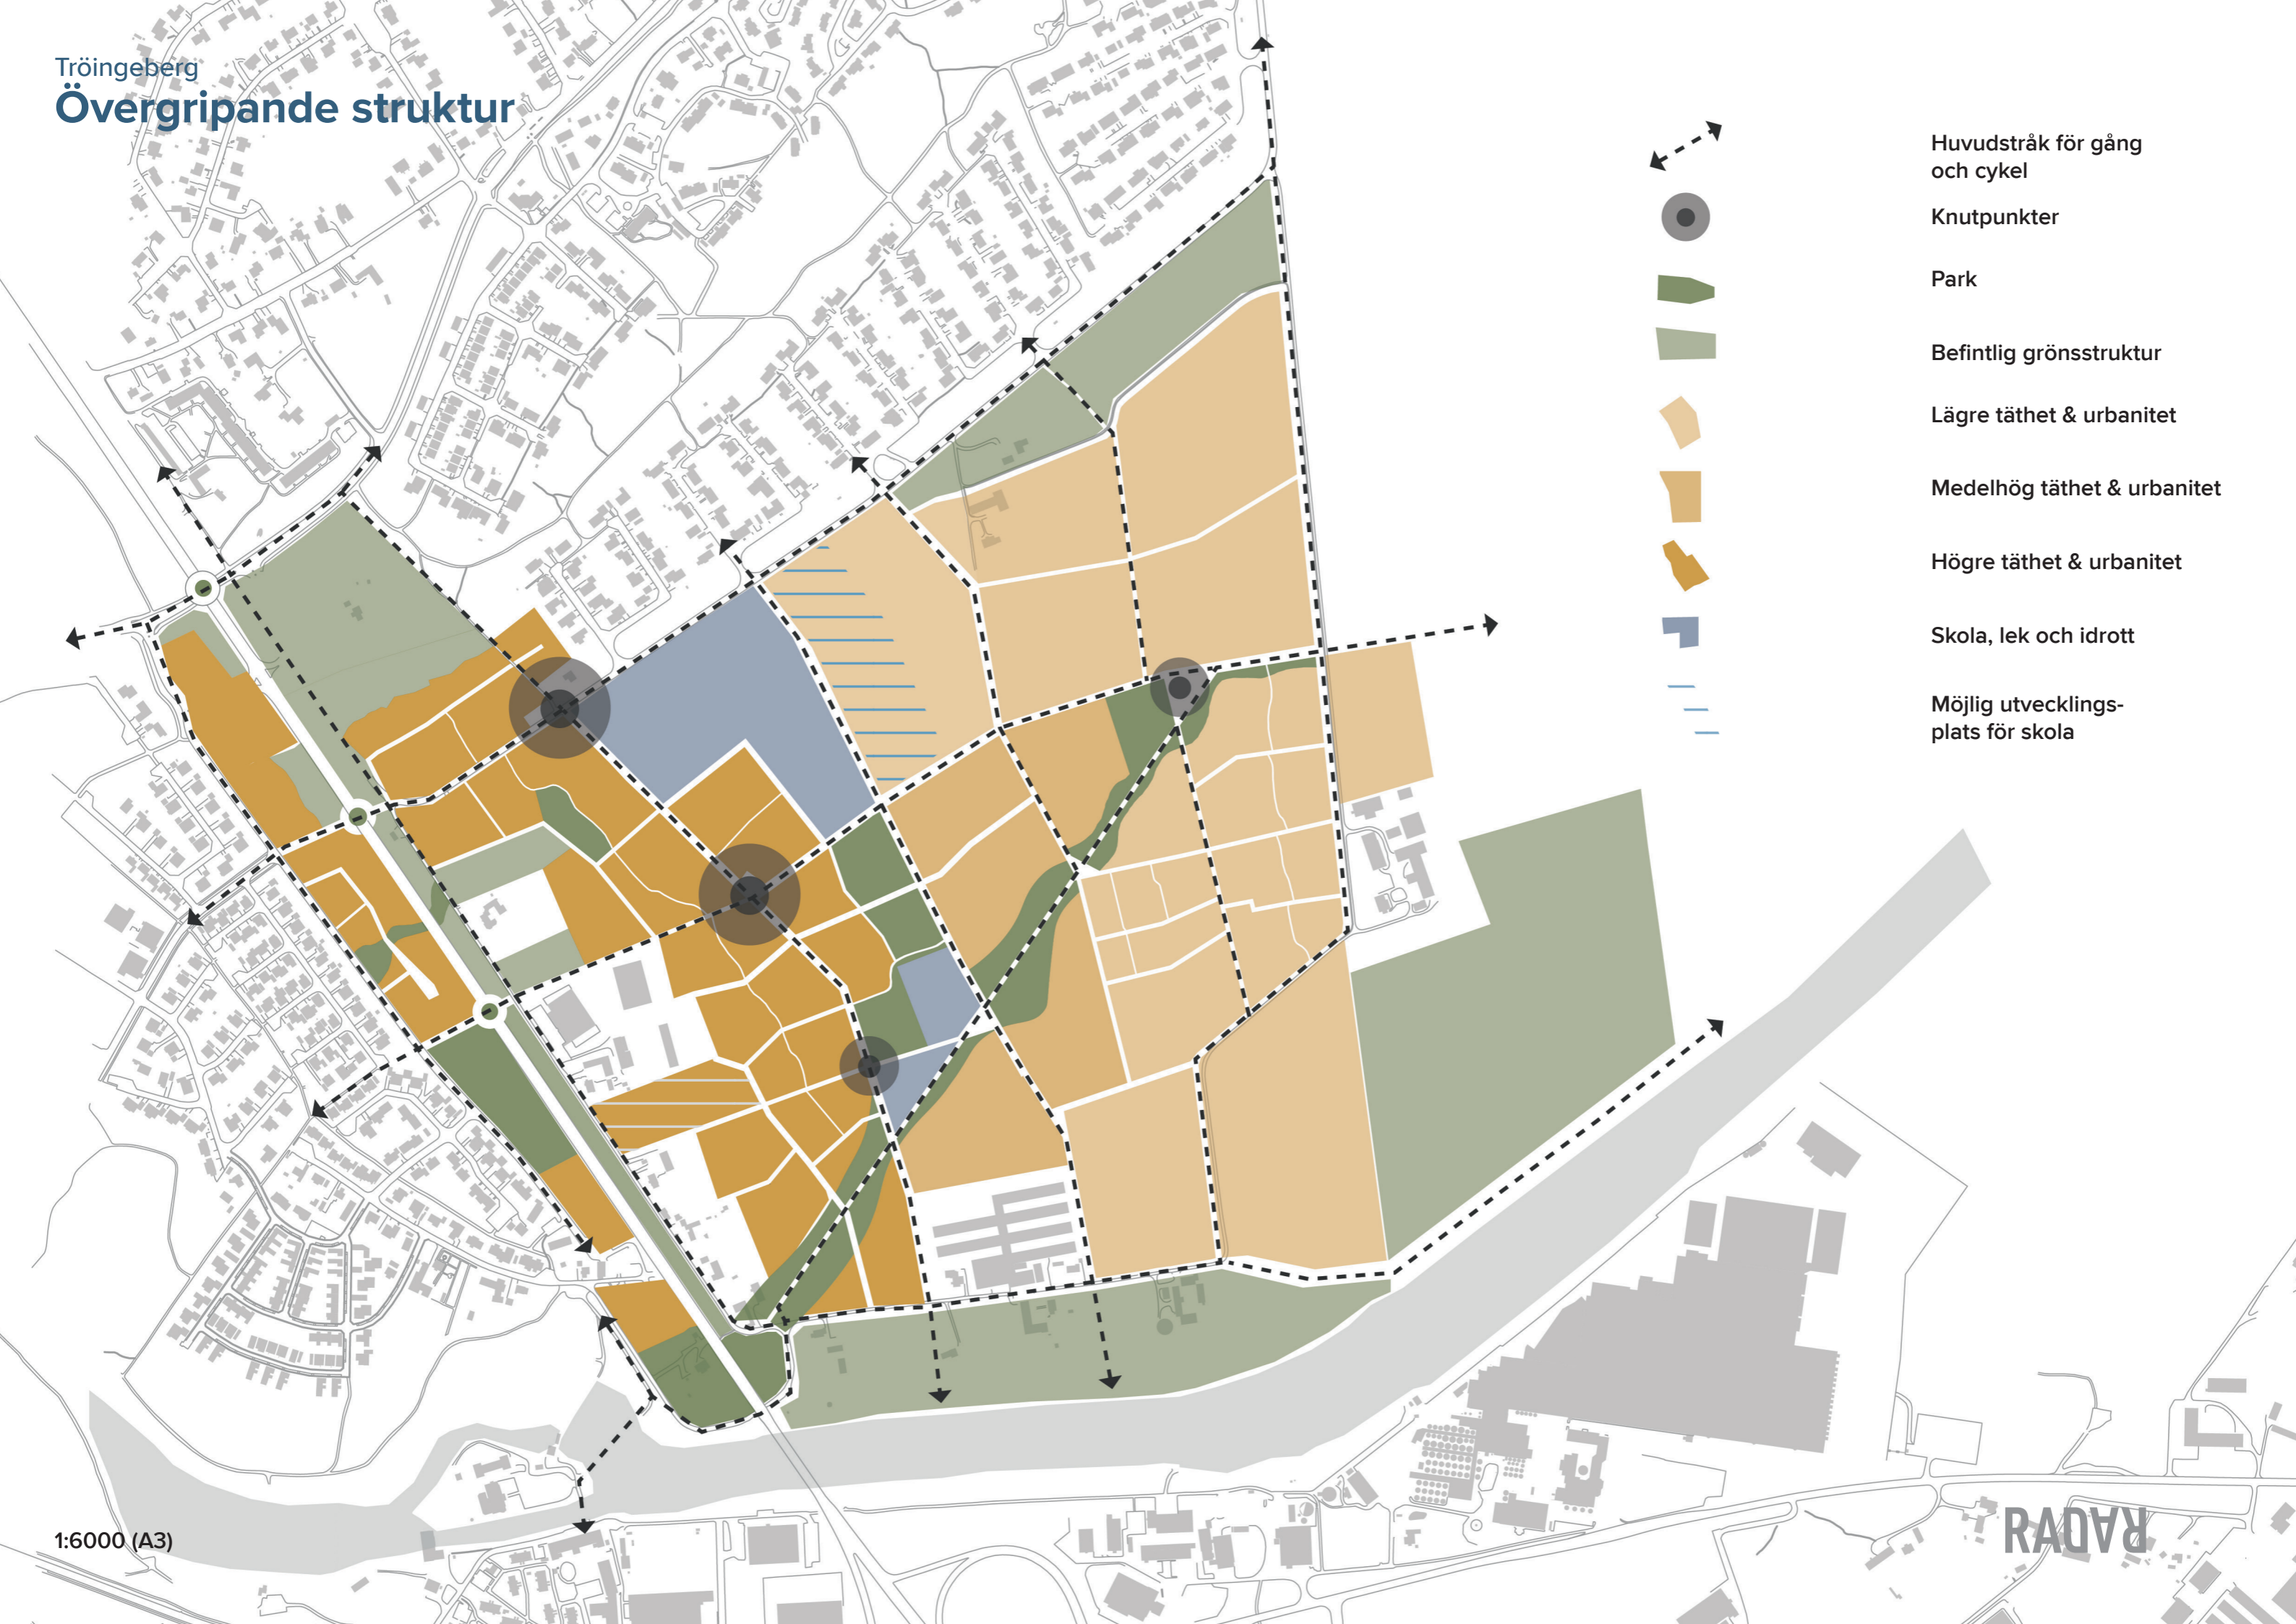 Tröingeberg
Övergripande struktur
Huvudstråk för gång
och cykel
Knutpunkter
Park
Befintlig grönsstruktur
Lägre täthet & urbanitet
Medelhög täthet & urbanitet
Högre täthet & urbanitet
Skola, lek och idrott
Möjlig utvecklings-
plats för skola
1:6000 (A3)
RADAR